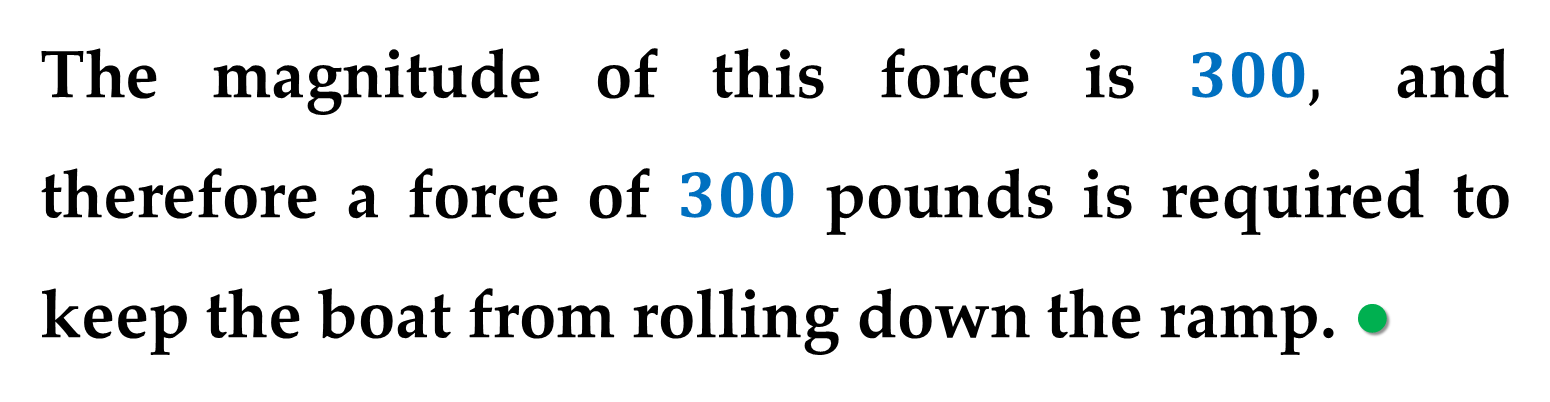 The magnitude of this force is 300, and
therefore a force of 300 pounds is required to
keep the boat from rolling down the ramp.